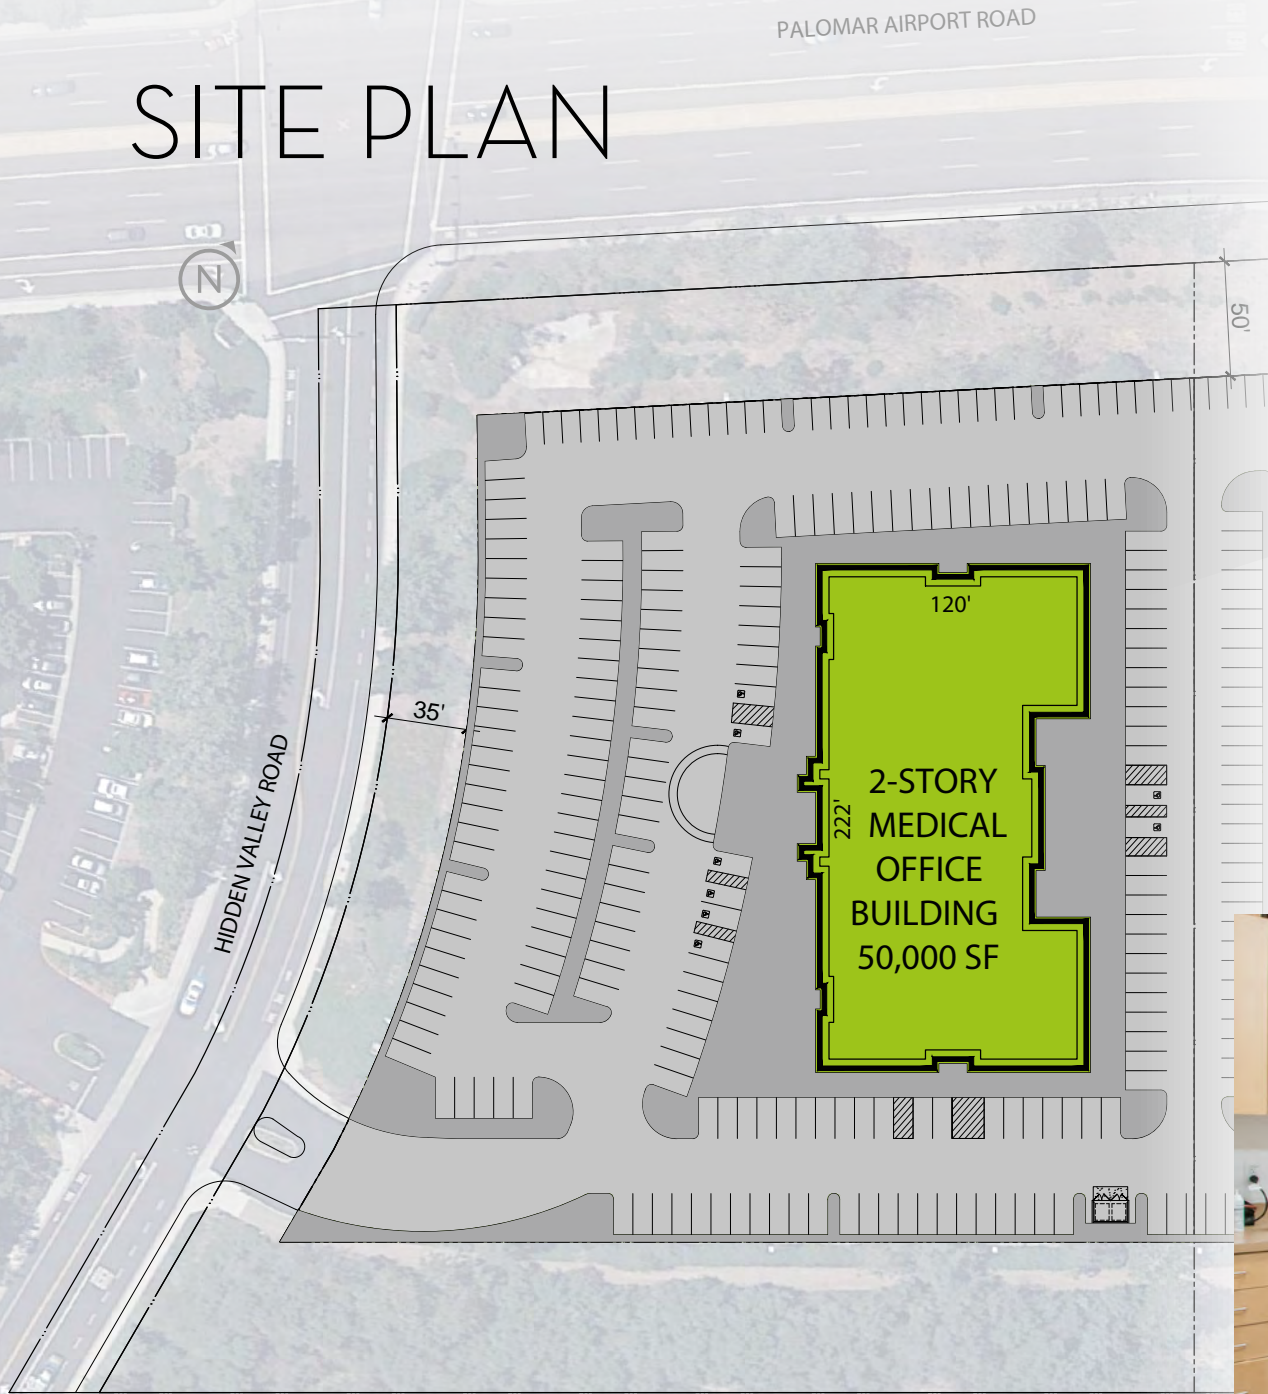 PALOMAR AIRPORT ROAD
SITE PLAN
N
50'
120'
35'
HIDDEN VALLEY ROAD
222'
2-STORY
MEDICAL
OFFICE
BUILDING
50,000 SF